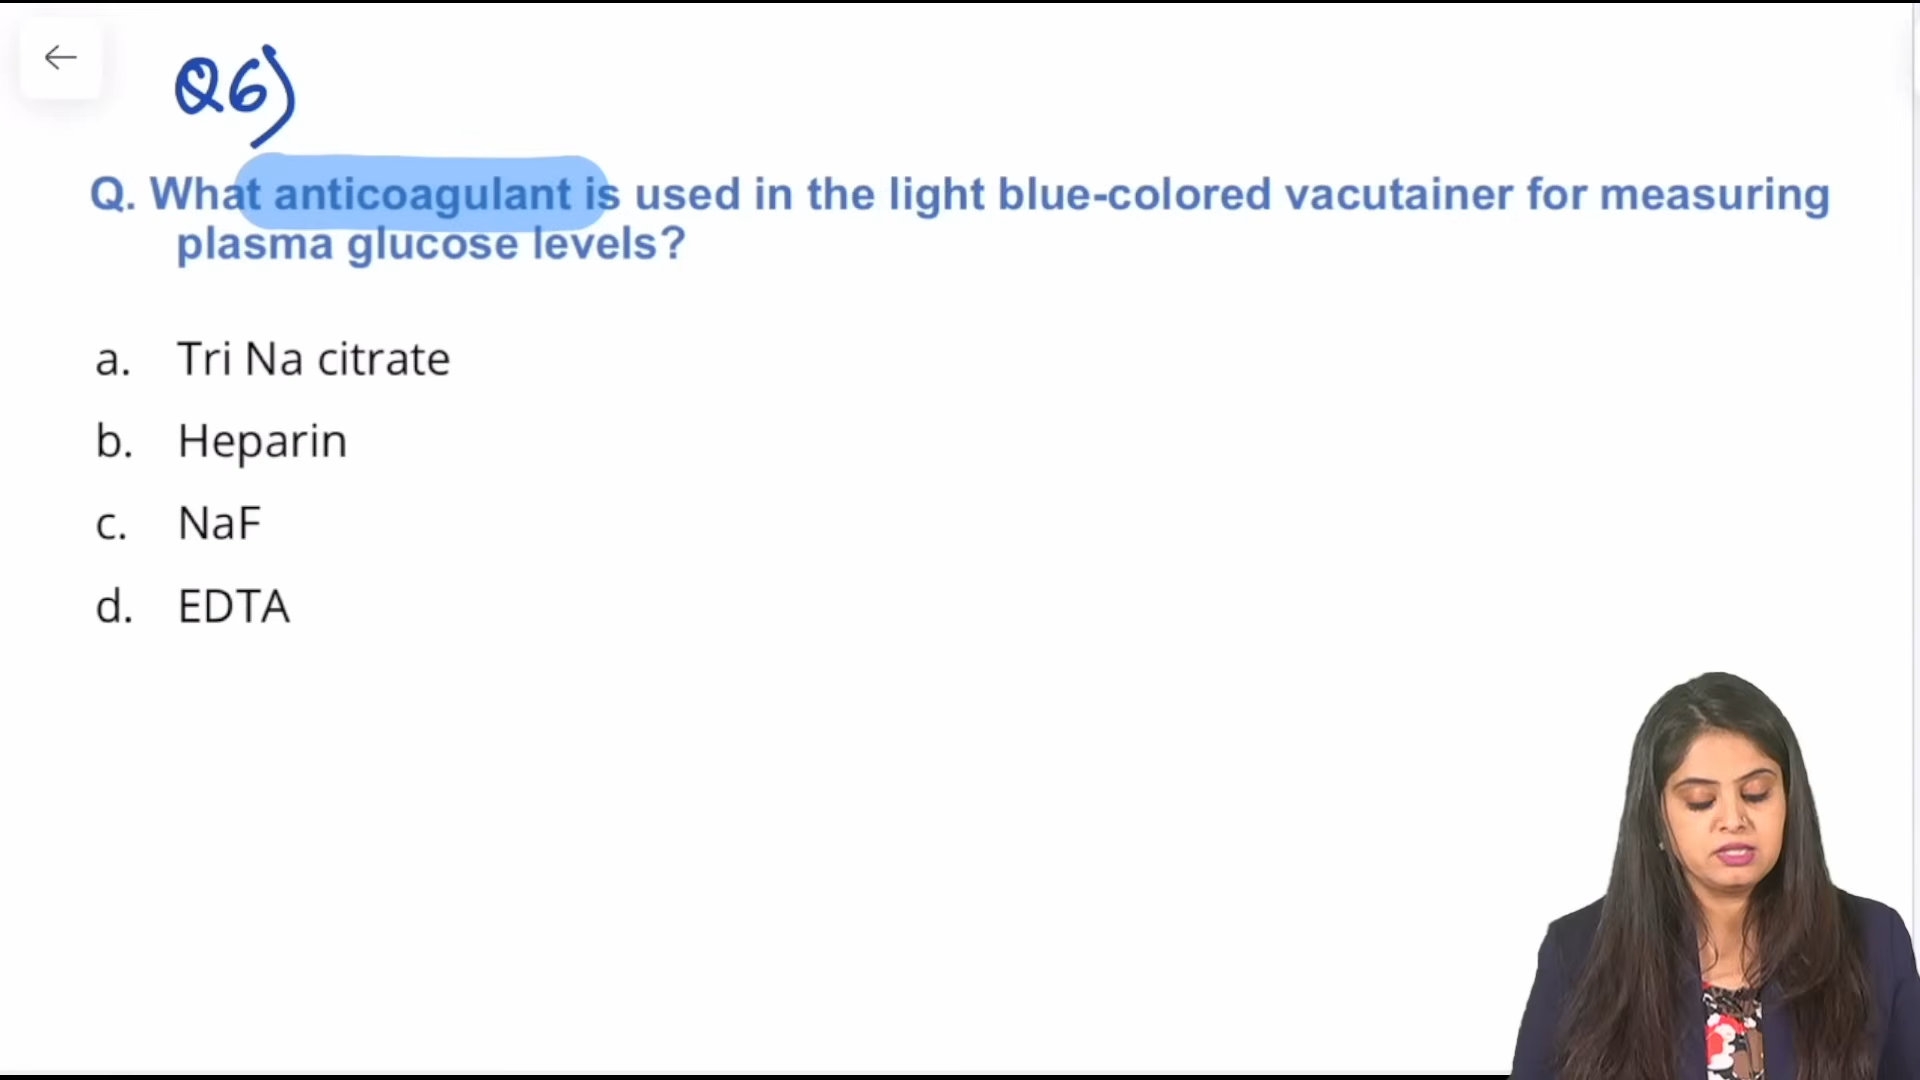 Q6)
Q. What anticoagulant is used in the light blue-colored vacutainer for measuring
plasma glucose levels?
a. Tri Na citrate
b. Heparin
c. NaF
d. EDTA